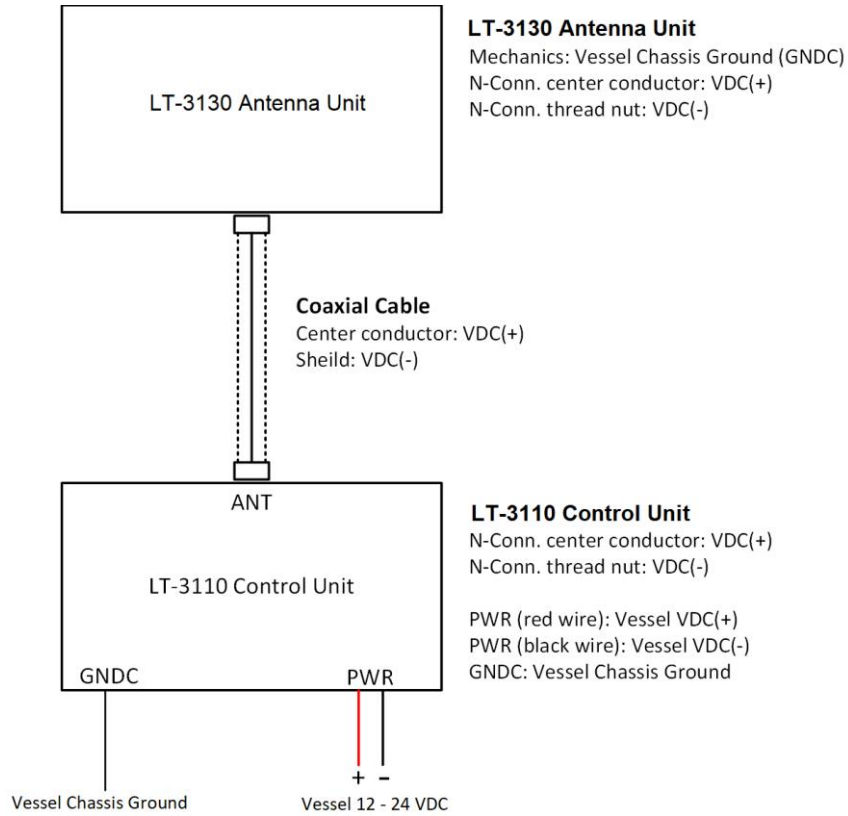 LT-3130 Antenna Unit
Mechanics: Vessel Chassis Ground (GNDC)
N-Conn. center conductor: VDC(+)
N-Conn. thread nut: VDC(-)
LT-3130 Antenna Unit
Coaxial Cable
Center conductor: VDC(+)
Sheild: VDC(-)
ANT
LT-3110 Control Unit
GNDC
PWR
LT-3110 Control Unit
N-Conn. center conductor: VDC(+)
N-Conn. thread nut: VDC(-)
PWR (red wire): Vessel VDC(+)
PWR (black wire): Vessel VDC(-)
GNDC: Vessel Chassis Ground
+ –
Vessel Chassis Ground
Vessel 12 - 24 VDC